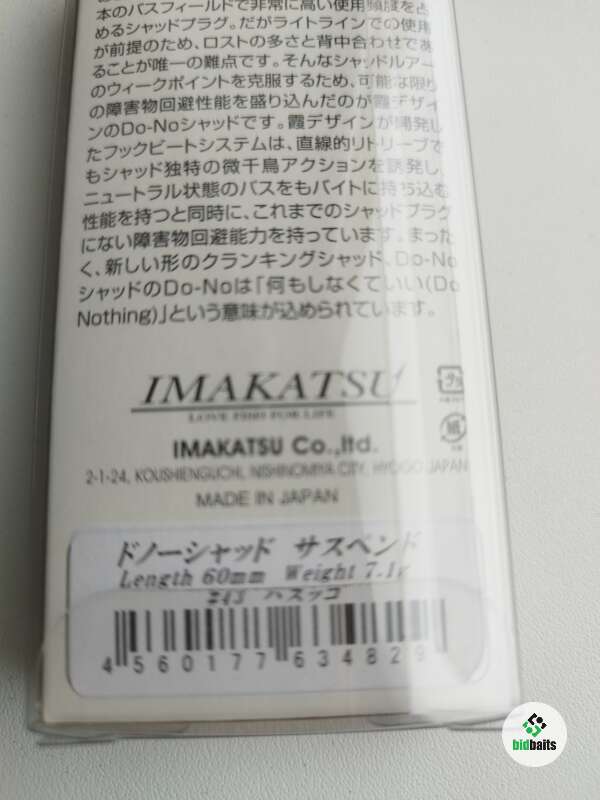 本のバスフィールドで非常に高い使用頻度を占
めるシャッドプラグ。だがライトラインでの使用
が前提のため、ロストの多さと背中合わせであ
ることが唯一の難点です。そんなシャッドルアー
のウィークポイントを克服するため、可能な限り
の障害物回避性能を盛り込んだのが霞デザイ
ンのDo-Noシャッドです。霞デザインが開発し
たフックビートシステムは、直線的リトリーブで
もシャッド独特の微千鳥アクションを誘発し、
ニュートラル状態のバスをもバイトに持ち込む
性能を持つと同時に、これまでのシャッドプラグ
にない障害物回避能力を持っています。まった
く、新しい形のクランキングシャッド、Do-No
シャッドのDo-Noは「何もしなくていい(Do
Nothing)」という意味が込められています。
IMAKATSU
LOVE FISH FOR LIFE
プラ
紙
IMAKATSU Co.,ltd.
2-1-24, KOUSHIENGUCHI, NISHINOMIYA CITY, HYOGO JAPAN
MADE IN JAPAN
ドノーシャッド サスペンド
Length 60mm Weight 7.1g
#43 ハスッコ
4 560177 634829
bidbaits